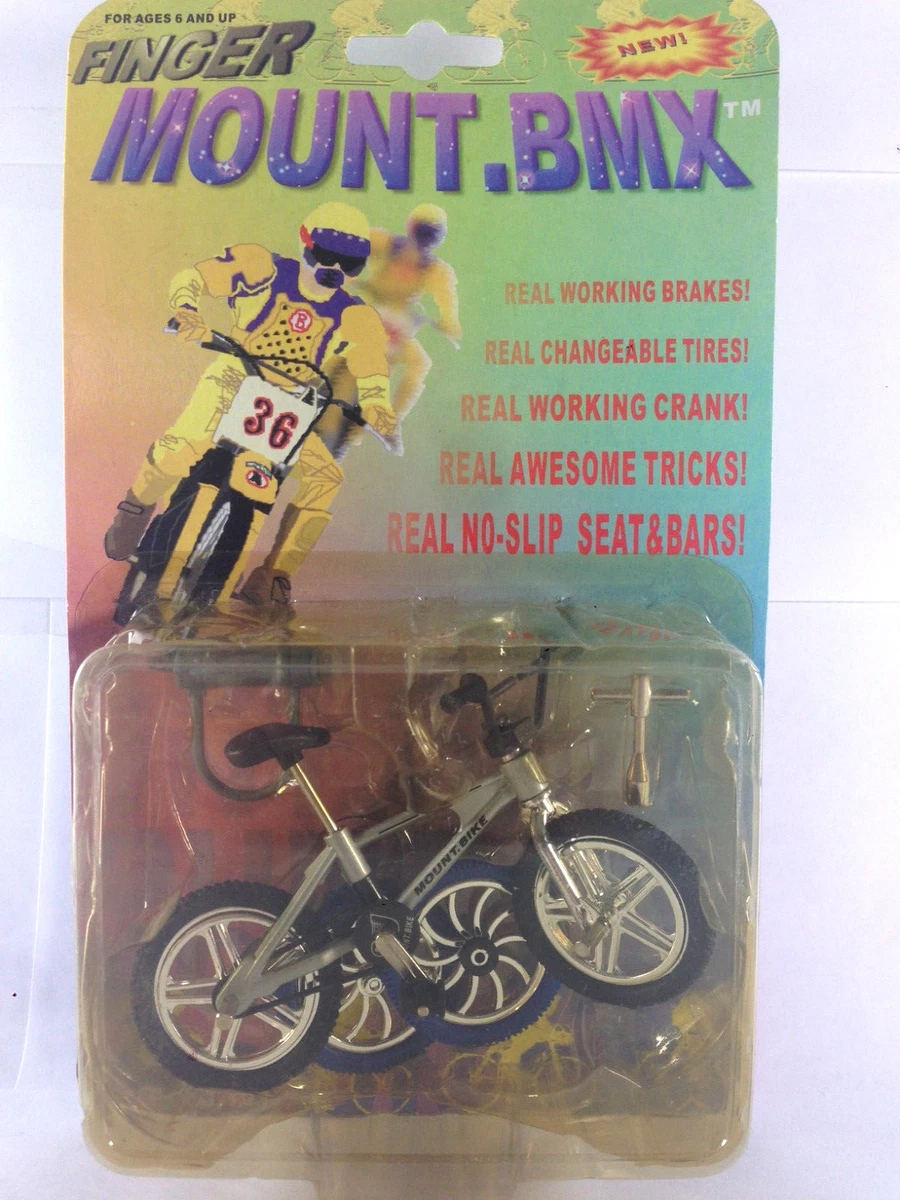 FOR AGES 6 AND UP
FINGER
NEW!
MOUNT.BMX™
REAL WORKING BRAKES!
REAL CHANGEABLE TIRES!
REAL WORKING CRANK!
REAL AWESOME TRICKS!
REAL NO-SLIP SEAT&BARS!
B
36
MOUNT.BIKE